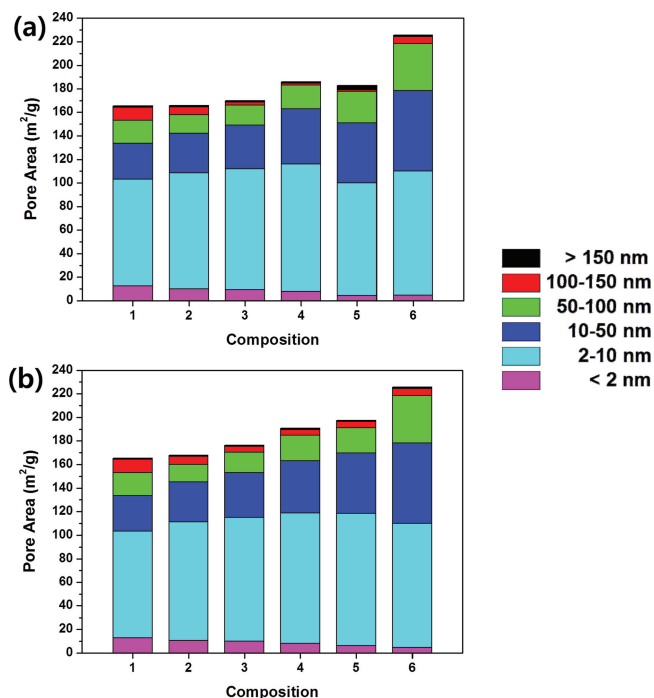 (a)
240
220
200
180
160
140
120
100
80
60
40
20
0
Pore Area (m²/g)
1 2 3 4 5 6
Composition
> 150 nm
100-150 nm
50-100 nm
10-50 nm
2-10 nm
< 2 nm
(b)
240
220
200
180
160
140
120
100
80
60
40
20
0
Pore Area (m²/g)
1 2 3 4 5 6
Composition